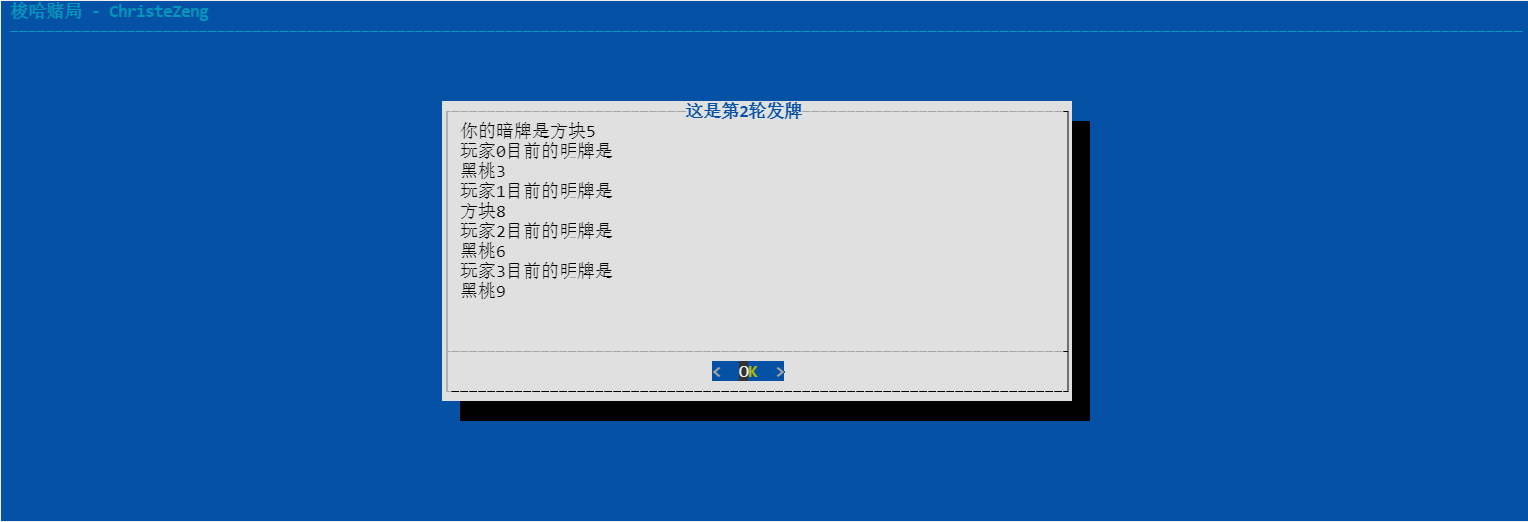 梭哈赌局 - ChristeZeng
这是第2轮发牌
你的暗牌是方块5
玩家0目前的明牌是
黑桃3
玩家1目前的明牌是
方块8
玩家2目前的明牌是
黑桃6
玩家3目前的明牌是
黑桃9
< OK >